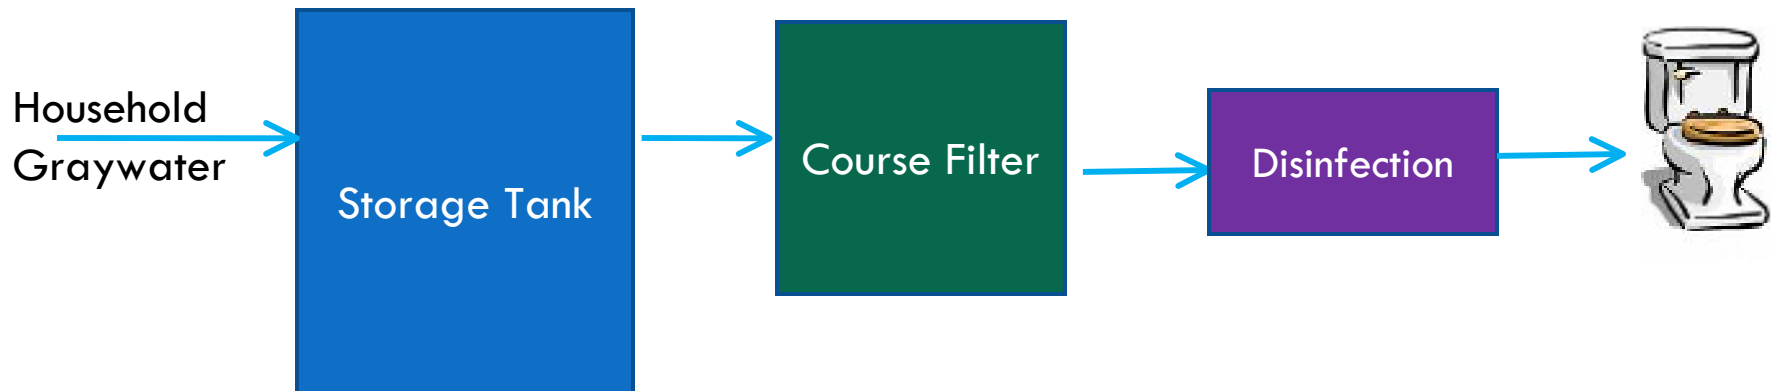 Household
Graywater
Storage Tank
Course Filter
Disinfection